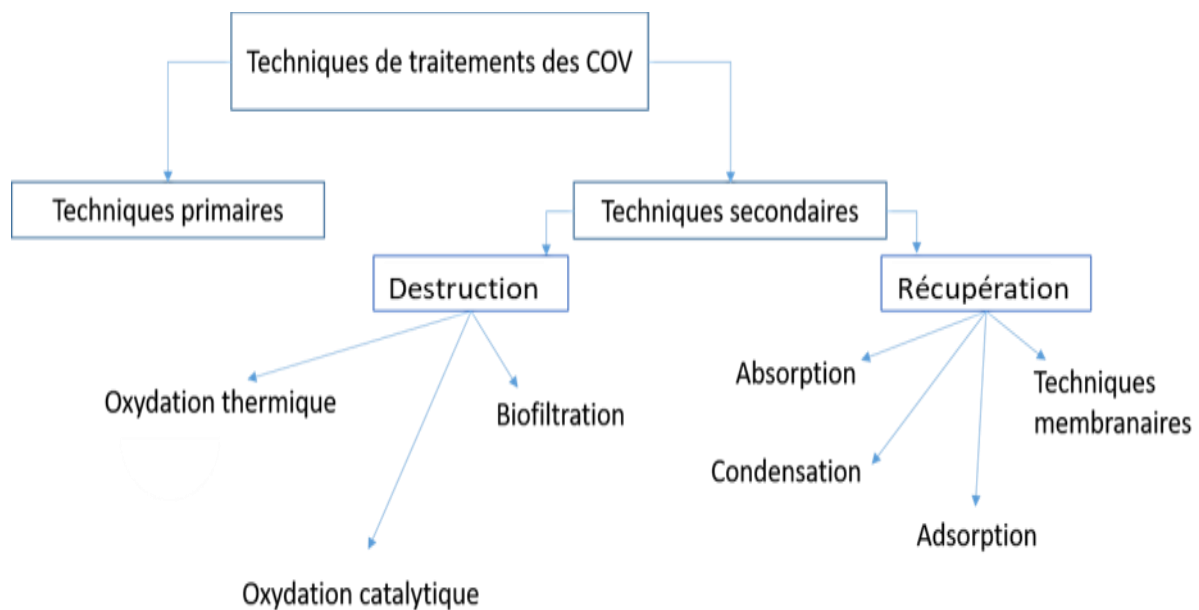 Techniques de traitements des COV
Techniques primaires
Techniques secondaires
Destruction
Récupération
Oxydation thermique
Biofiltration
Oxydation catalytique
Absorption
Condensation
Adsorption
Techniques
membranaires